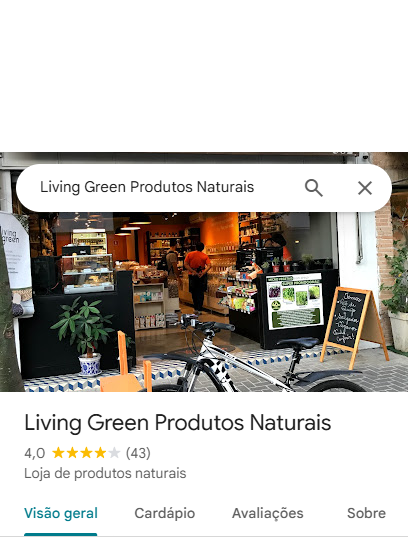 Living Green Produtos Naturais
living
green
Living Green Produtos Naturais
4,0 (43)
Loja de produtos naturais
Visão geral
Cardápio
Avaliações
Sobre